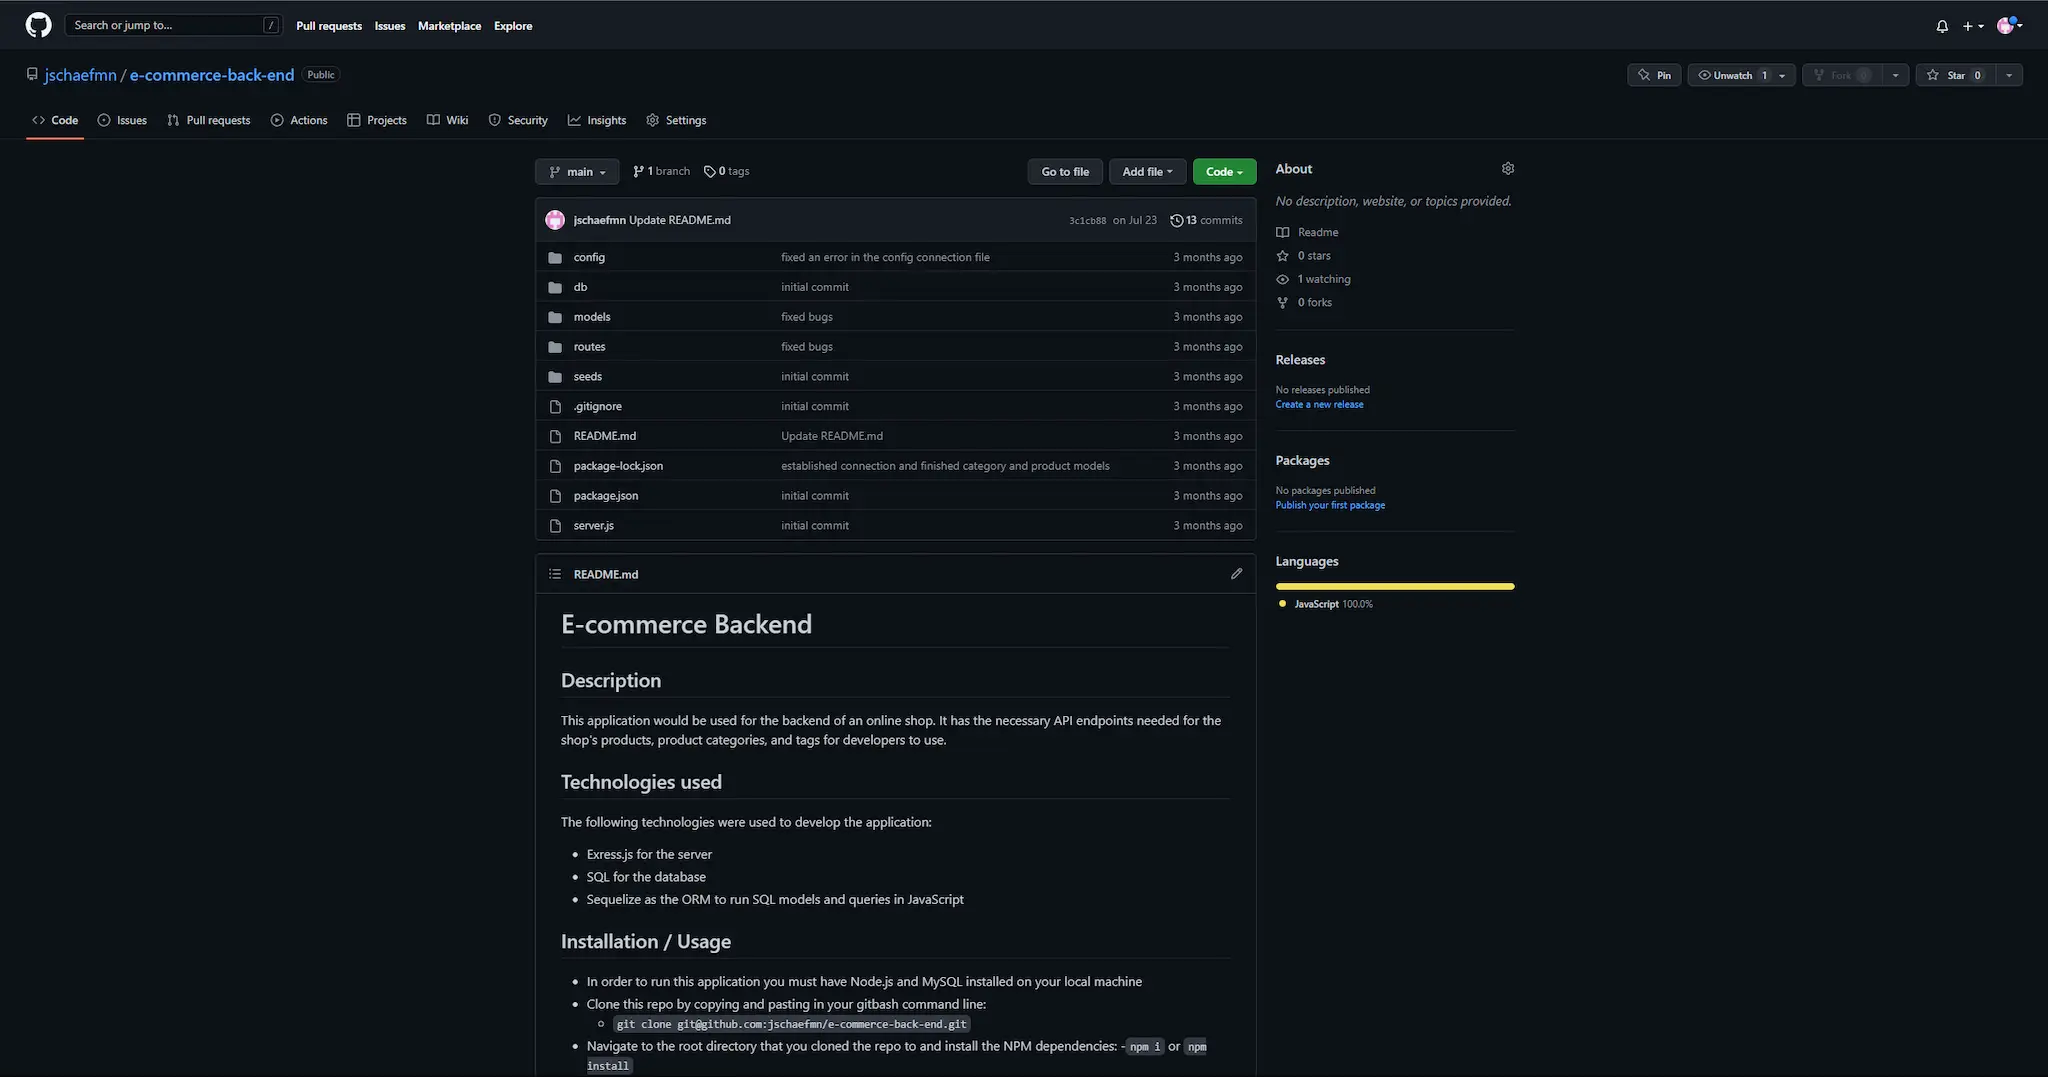 Search or jump to... /
Pull requests Issues Marketplace Explore
jschaefmn / e-commerce-back-end Public
Pin Unwatch 1 Fork 0 Star 0
Code Issues Pull requests Actions Projects Wiki Security Insights Settings
main 1 branch 0 tags Go to file Add file Code
jschaefmn Update README.md 3c1cb88 on Jul 23 13 commits
config fixed an error in the config connection file 3 months ago
db initial commit 3 months ago
models fixed bugs 3 months ago
routes fixed bugs 3 months ago
seeds initial commit 3 months ago
.gitignore initial commit 3 months ago
README.md Update README.md 3 months ago
package-lock.json established connection and finished category and product models 3 months ago
package.json initial commit 3 months ago
server.js initial commit 3 months ago
README.md
E-commerce Backend
Description
This application would be used for the backend of an online shop. It has the necessary API endpoints needed for the
shop's products, product categories, and tags for developers to use.
Technologies used
The following technologies were used to develop the application:
Exress.js for the server
SQL for the database
Sequelize as the ORM to run SQL models and queries in JavaScript
Installation / Usage
In order to run this application you must have Node.js and MySQL installed on your local machine
Clone this repo by copying and pasting in your gitbash command line:
git clone git@github.com:jschaefmn/e-commerce-back-end.git
Navigate to the root directory that you cloned the repo to and install the NPM dependencies: - npm i or npm
install
About
No description, website, or topics provided.
Readme
0 stars
1 watching
0 forks
Releases
No releases published
Create a new release
Packages
No packages published
Publish your first package
Languages
JavaScript 100.0%